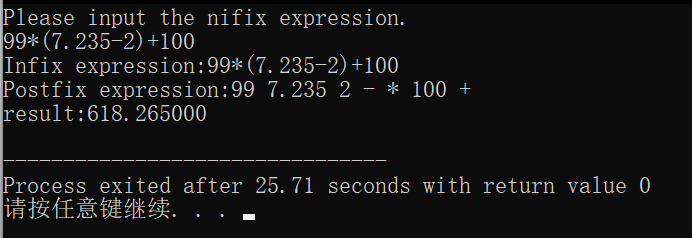 Please input the nifix expression.
99*(7.235-2)+100
Infix expression:99*(7.235-2)+100
Postfix expression:99 7.235 2 - * 100 +
result:618.265000
--------------------------------
Process exited after 25.71 seconds with return value 0
请按任意键继续. . .